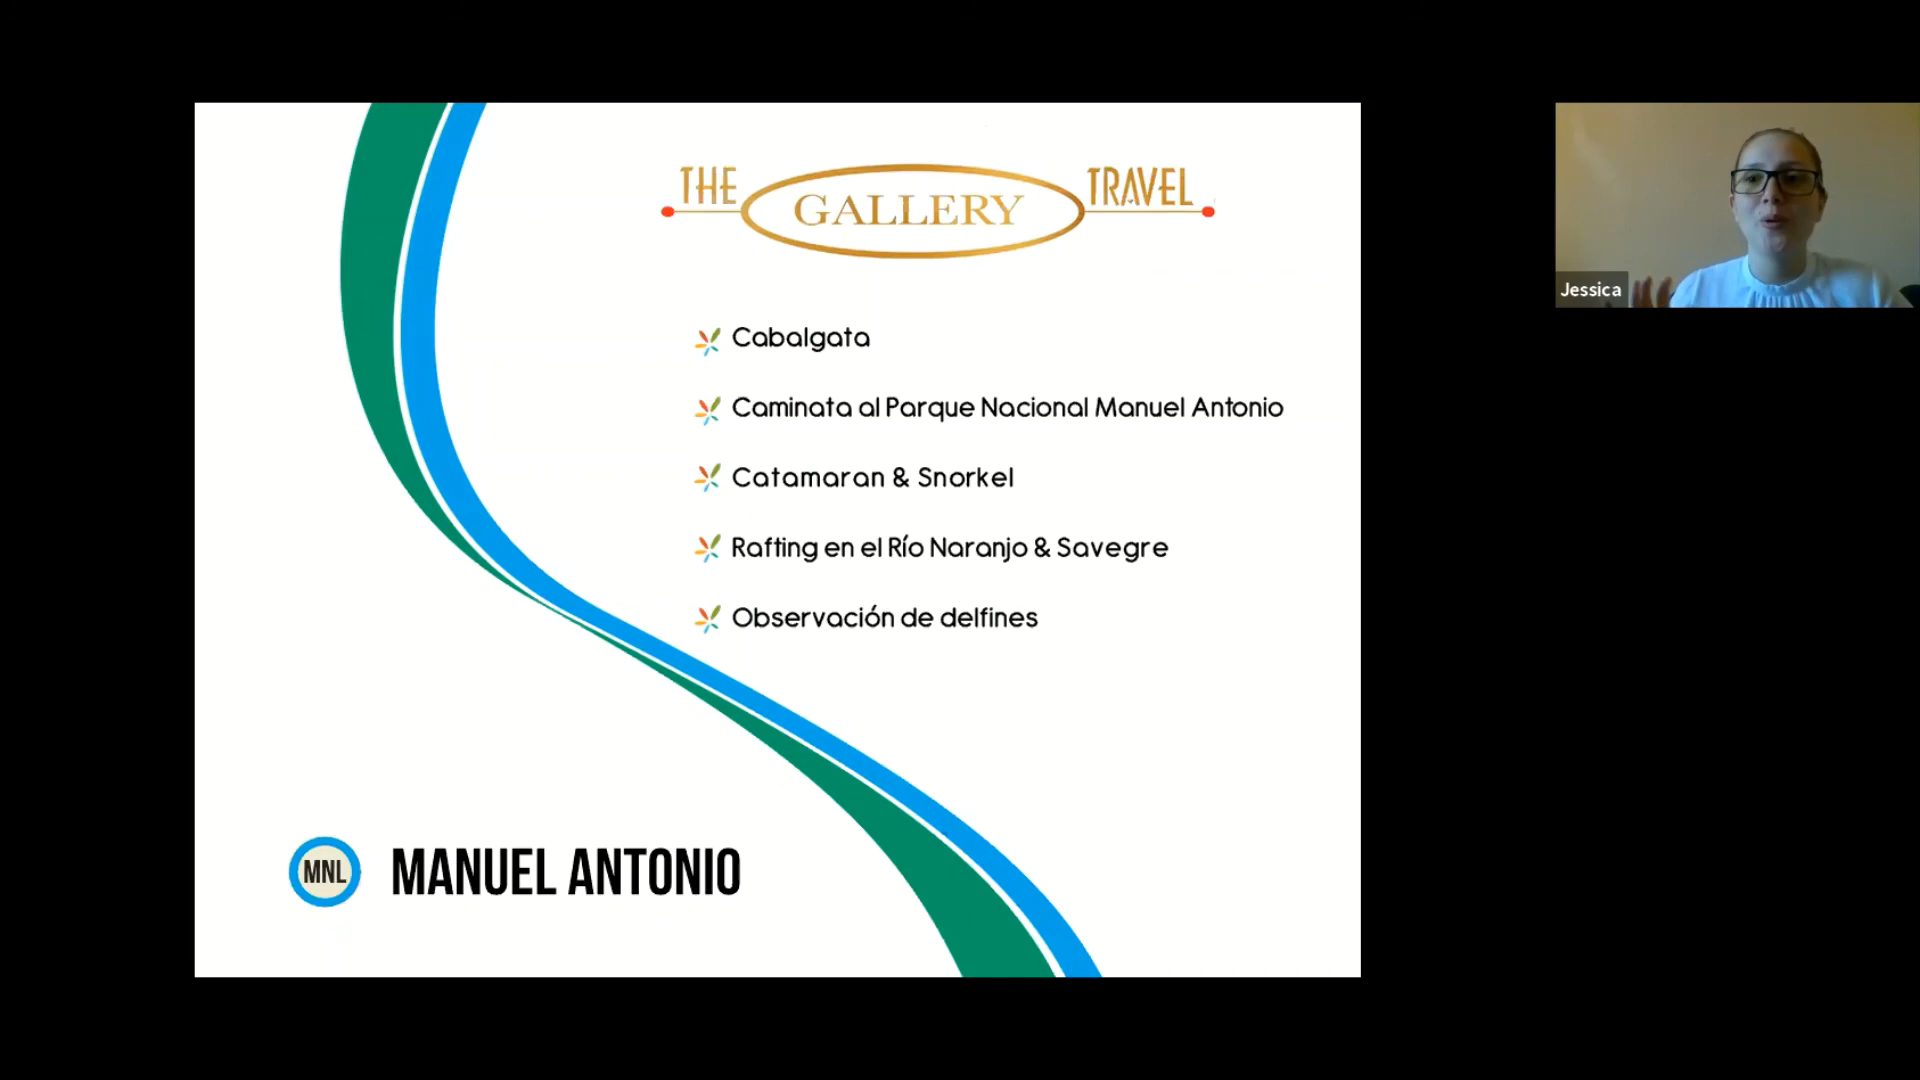 THE GALLERY TRAVEL
Cabalgata
Caminata al Parque Nacional Manuel Antonio
Catamaran & Snorkel
Rafting en el Río Naranjo & Savegre
Observación de delfines
MNL MANUEL ANTONIO
Jessica